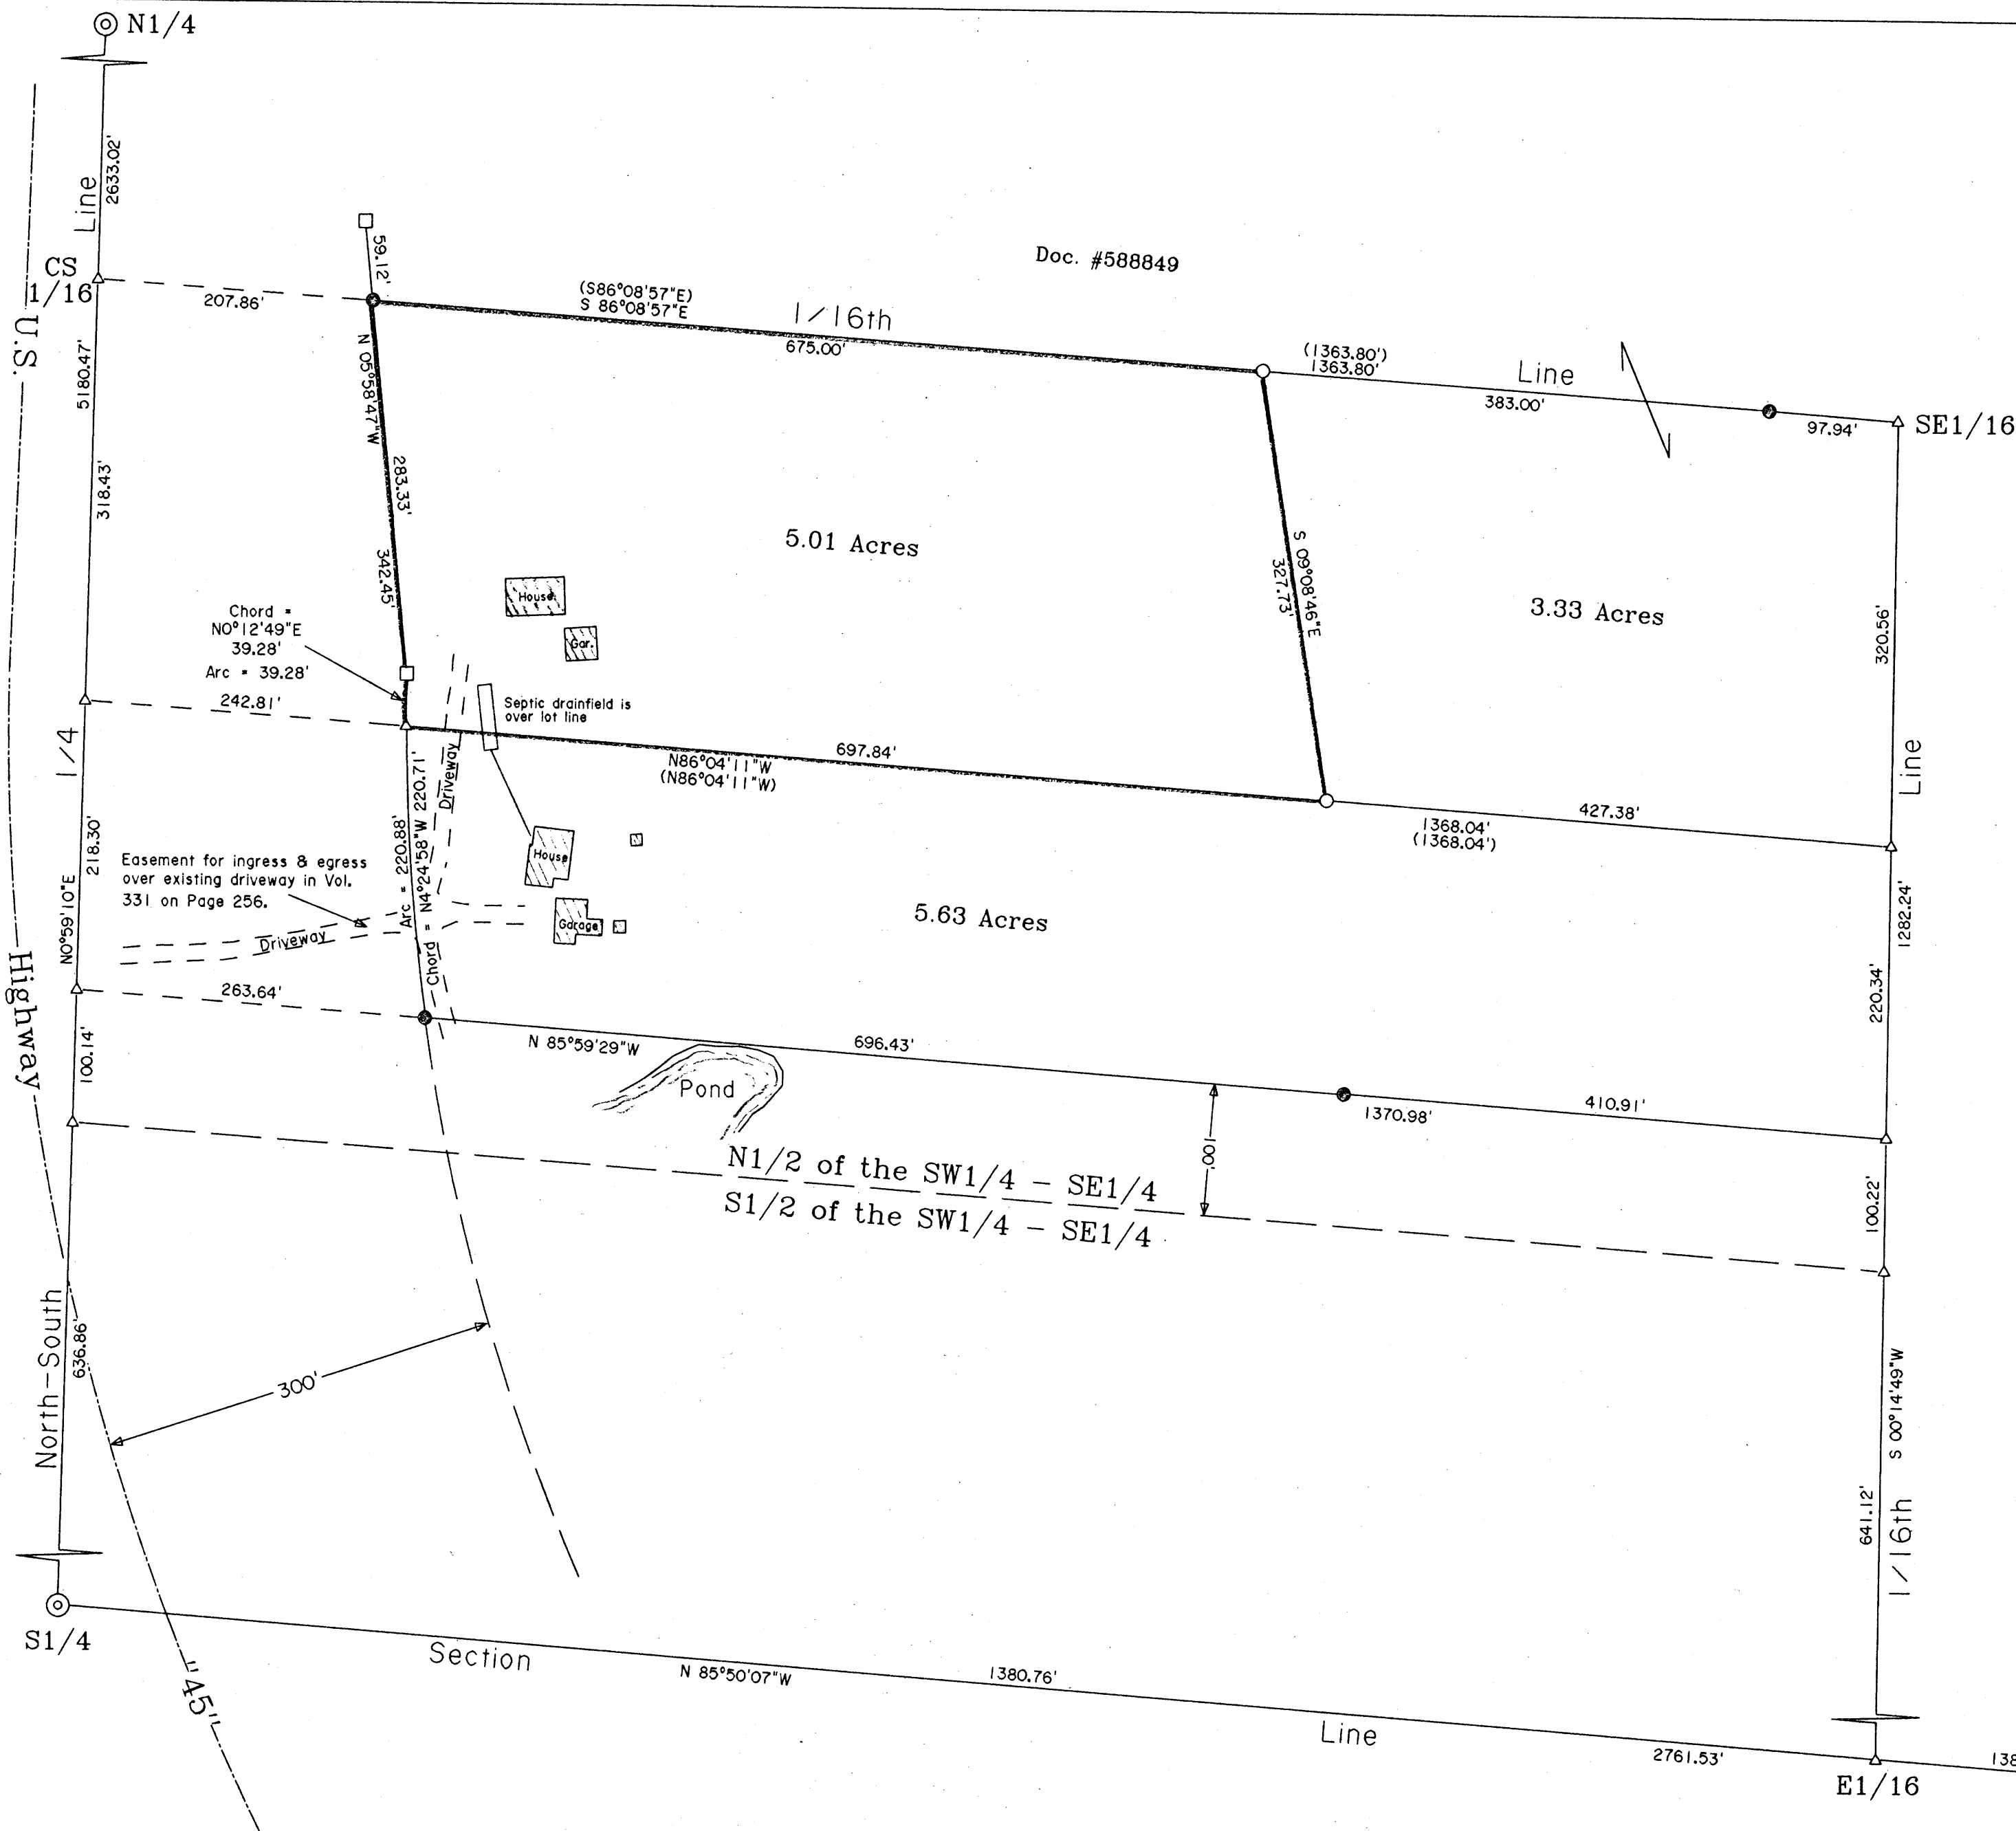 N1/4
2633.02'
Line
CS
1/16
207.86'
59.12'
Doc. #588849
(S86°08'57"E)
S 86°08'57"E
1/16th
675.00'
(1363.80')
1363.80'
Line
383.00'
97.94'
SE1/16
U.S.
5180.47'
318.43'
N 05°58'47"W
283.33'
342.45'
5.01 Acres
S 09°08'46"E
327.73'
3.33 Acres
320.56'
House
Gar.
Chord =
N0°12'49"E
39.28'
Arc = 39.28'
242.81'
Septic drainfield is
over lot line
697.84'
N86°04'11"W
(N86°04'11"W)
427.38'
1368.04'
(1368.04')
Line
1/4
218.30'
N0°59'10"E
Driveway
Arc = 220.88'
Chord = N4°24'58"W 220.71'
House
Garage
Easement for ingress & egress
over existing driveway in Vol.
331 on Page 256.
Driveway
5.63 Acres
1282.24'
220.34'
Highway
263.64'
100.14'
N 85°59'29"W
696.43'
Pond
1370.98'
410.91'
100'
N1/2 of the SW1/4 - SE1/4
S1/2 of the SW1/4 - SE1/4
100.22'
North-South
636.86'
300'
S 00°14'49"W
641.12'
1/16th
S1/4
"45"
Section
N 85°50'07"W
1380.76'
Line
2761.53'
E1/16
138